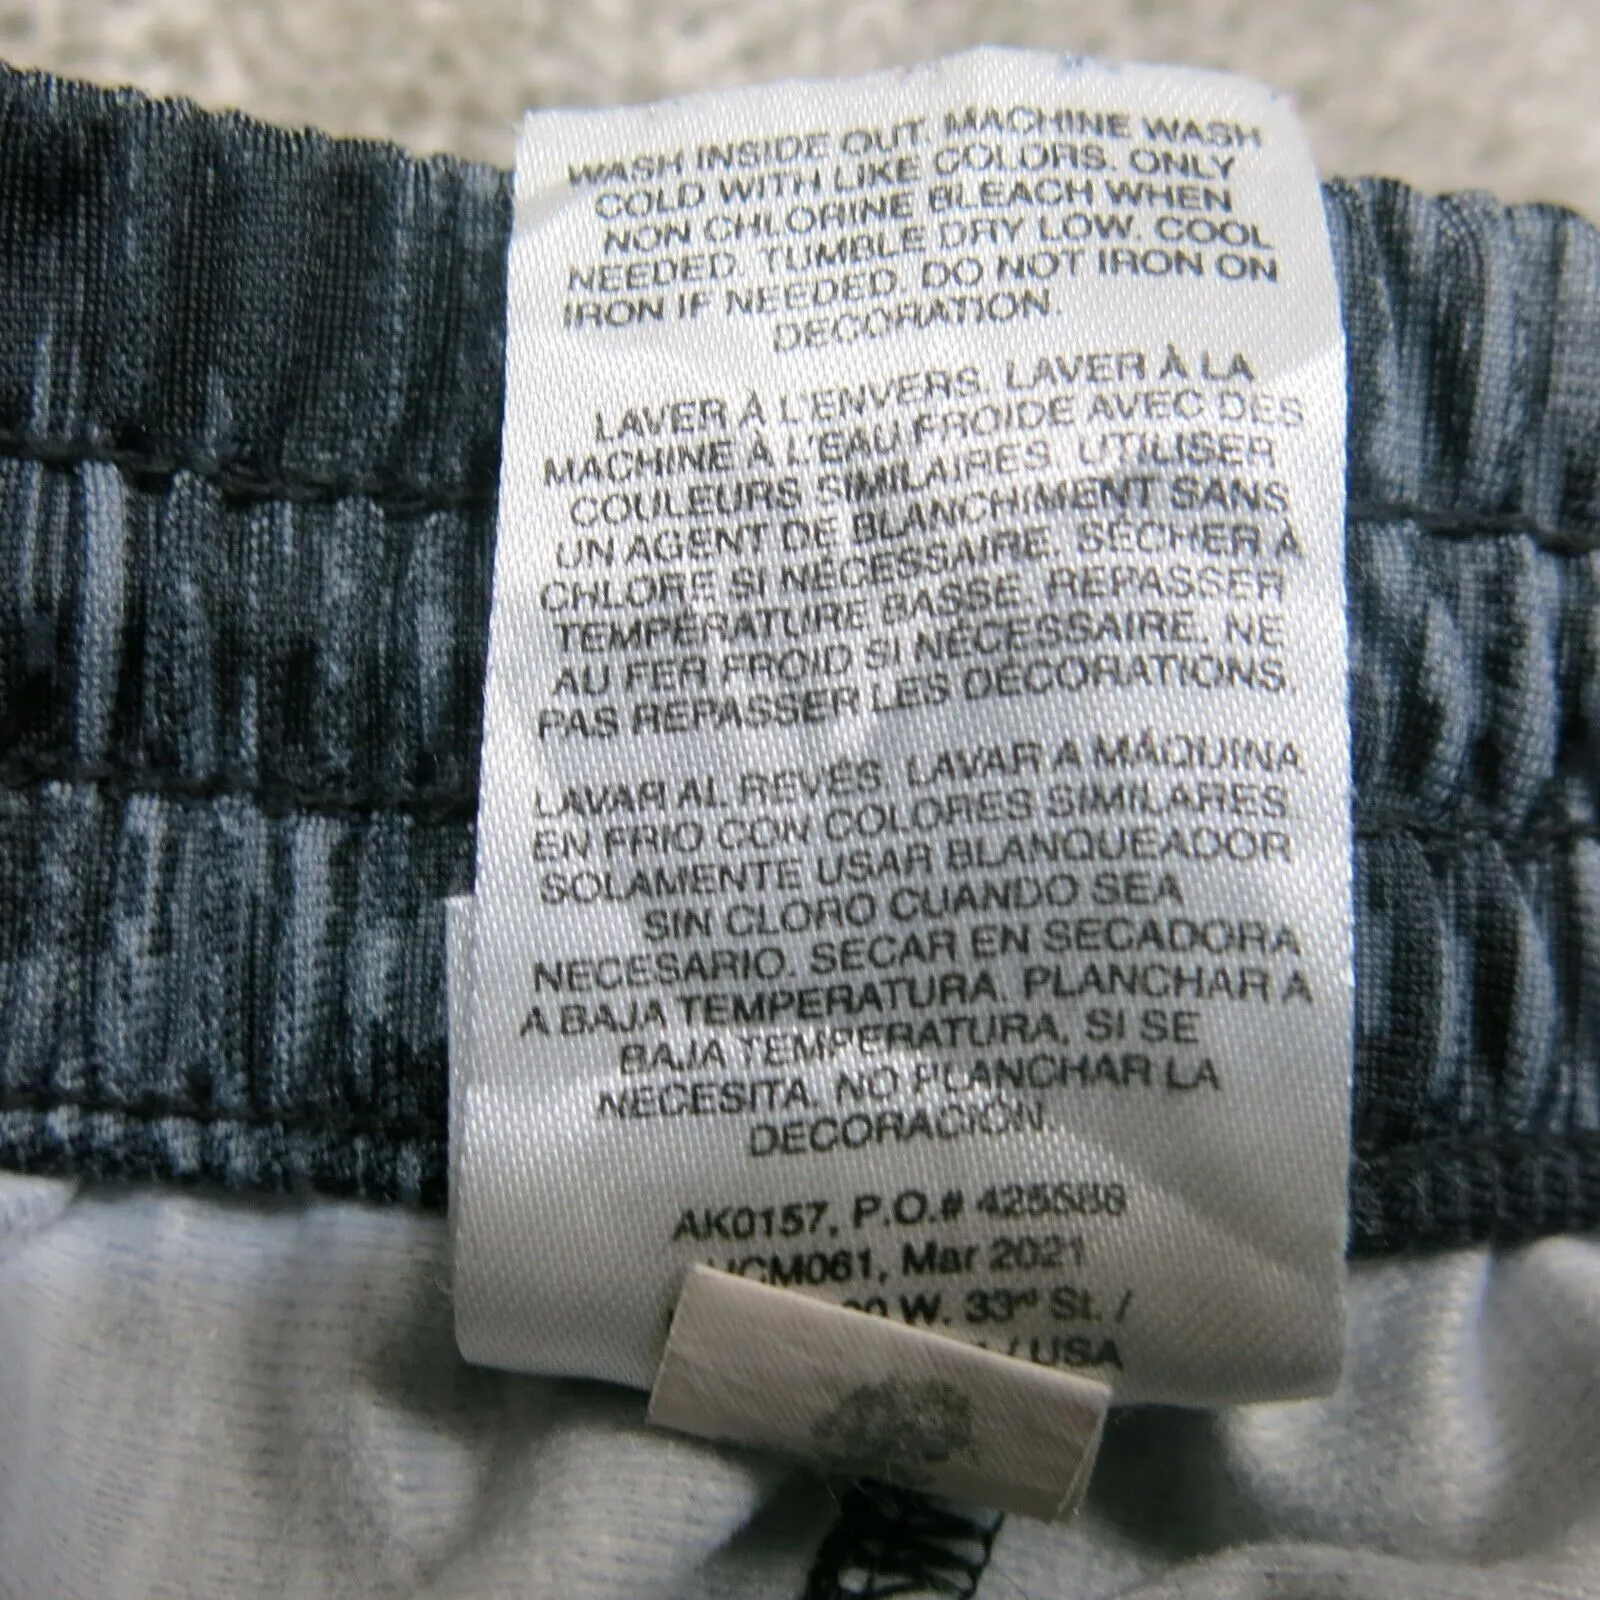 WASH INSIDE OUT. MACHINE WASH
COLD WITH LIKE COLORS. ONLY
NON CHLORINE BLEACH WHEN
NEEDED. TUMBLE DRY LOW. COOL
IRON IF NEEDED. DO NOT IRON ON
DECORATION.
LAVER À L'ENVERS. LAVER À LA
MACHINE À L'EAU FROIDE AVEC DES
COULEURS SIMILAIRES. UTILISER
UN AGENT DE BLANCHIMENT SANS
CHLORE SI NÉCESSAIRE. SÉCHER À
TEMPÉRATURE BASSE. REPASSER
AU FER FROID SI NÉCESSAIRE. NE
PAS REPASSER LES DÉCORATIONS.
LAVAR AL REVÉS. LAVAR A MÁQUINA
EN FRIO CON COLORES SIMILARES.
SOLAMENTE USAR BLANQUEADOR
SIN CLORO CUANDO SEA
NECESARIO. SECAR EN SECADORA
A BAJA TEMPERATURA. PLANCHAR A
BAJA TEMPERATURA, SI SE
NECESITA. NO PLANCHAR LA
DECORACIÓN.
AK0157, P.O.# 425586
Mar 2021
W. 33rd St. /
/ USA